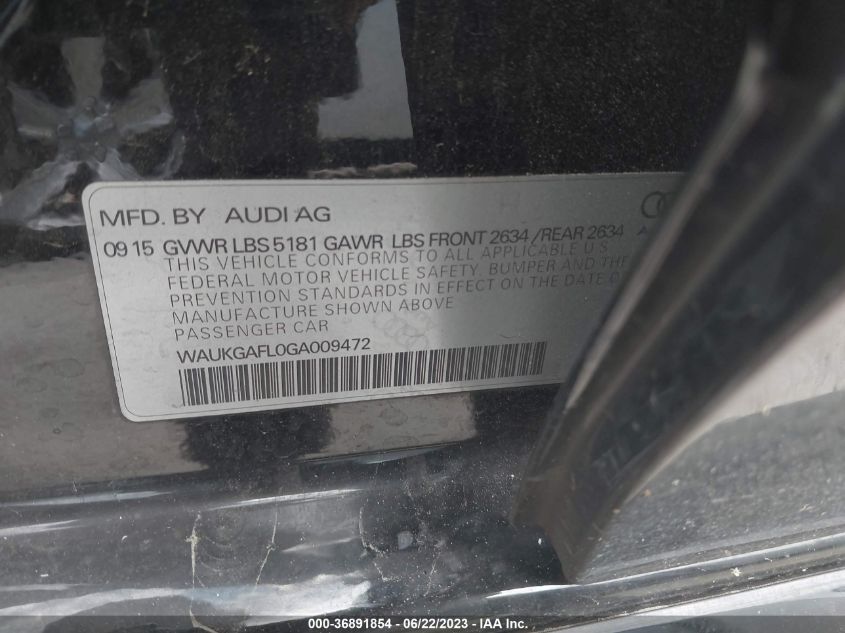 MFD. BY AUDI AG
09 15 GVWR LBS 5181 GAWR LBS FRONT 2634 /REAR 2634
THIS VEHICLE CONFORMS TO ALL APPLICABLE U.S.
FEDERAL MOTOR VEHICLE SAFETY, BUMPER AND THE
PREVENTION STANDARDS IN EFFECT ON THE DATE O
MANUFACTURE SHOWN ABOVE
PASSENGER CAR
WAUKGAFL0GA009472
000-36891854 - 06/22/2023 - IAA Inc.